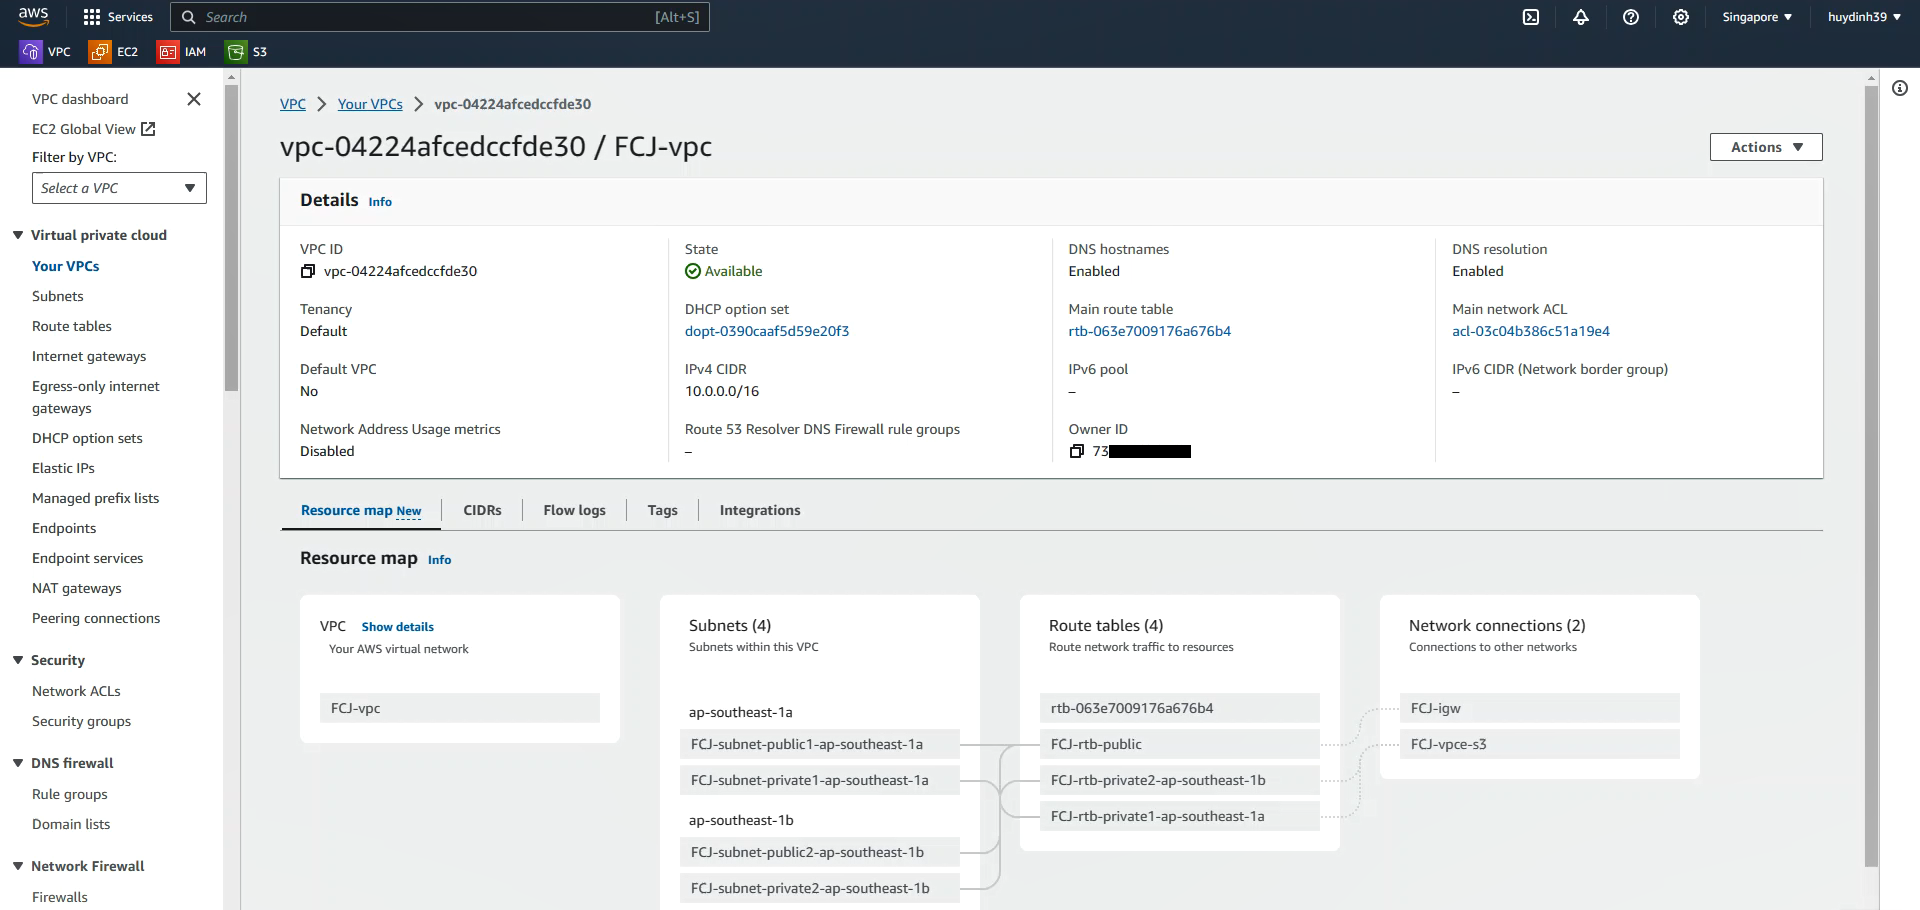 aws Services Search [Alt+S] Singapore huydinh39
VPC EC2 IAM S3
VPC dashboard
EC2 Global View
Filter by VPC:
Select a VPC
Virtual private cloud
Your VPCs
Subnets
Route tables
Internet gateways
Egress-only internet
gateways
DHCP option sets
Elastic IPs
Managed prefix lists
Endpoints
Endpoint services
NAT gateways
Peering connections
Security
Network ACLs
Security groups
DNS firewall
Rule groups
Domain lists
Network Firewall
Firewalls
VPC Your VPCs vpc-04224afcedccfde30
vpc-04224afcedccfde30 / FCJ-vpc
Actions
Details Info
VPC ID
vpc-04224afcedccfde30
State
Available
DNS hostnames
Enabled
DNS resolution
Enabled
Tenancy
Default
DHCP option set
dopt-0390caaf5d59e20f3
Main route table
rtb-063e7009176a676b4
Main network ACL
acl-03c04b386c51a19e4
Default VPC
No
IPv4 CIDR
10.0.0.0/16
IPv6 pool
–
IPv6 CIDR (Network border group)
–
Network Address Usage metrics
Disabled
Route 53 Resolver DNS Firewall rule groups
–
Owner ID
73
Resource map New CIDRs Flow logs Tags Integrations
Resource map Info
VPC Show details
Your AWS virtual network
FCJ-vpc
Subnets (4)
Subnets within this VPC
ap-southeast-1a
FCJ-subnet-public1-ap-southeast-1a
FCJ-subnet-private1-ap-southeast-1a
ap-southeast-1b
FCJ-subnet-public2-ap-southeast-1b
FCJ-subnet-private2-ap-southeast-1b
Route tables (4)
Route network traffic to resources
rtb-063e7009176a676b4
FCJ-rtb-public
FCJ-rtb-private2-ap-southeast-1b
FCJ-rtb-private1-ap-southeast-1a
Network connections (2)
Connections to other networks
FCJ-igw
FCJ-vpce-s3